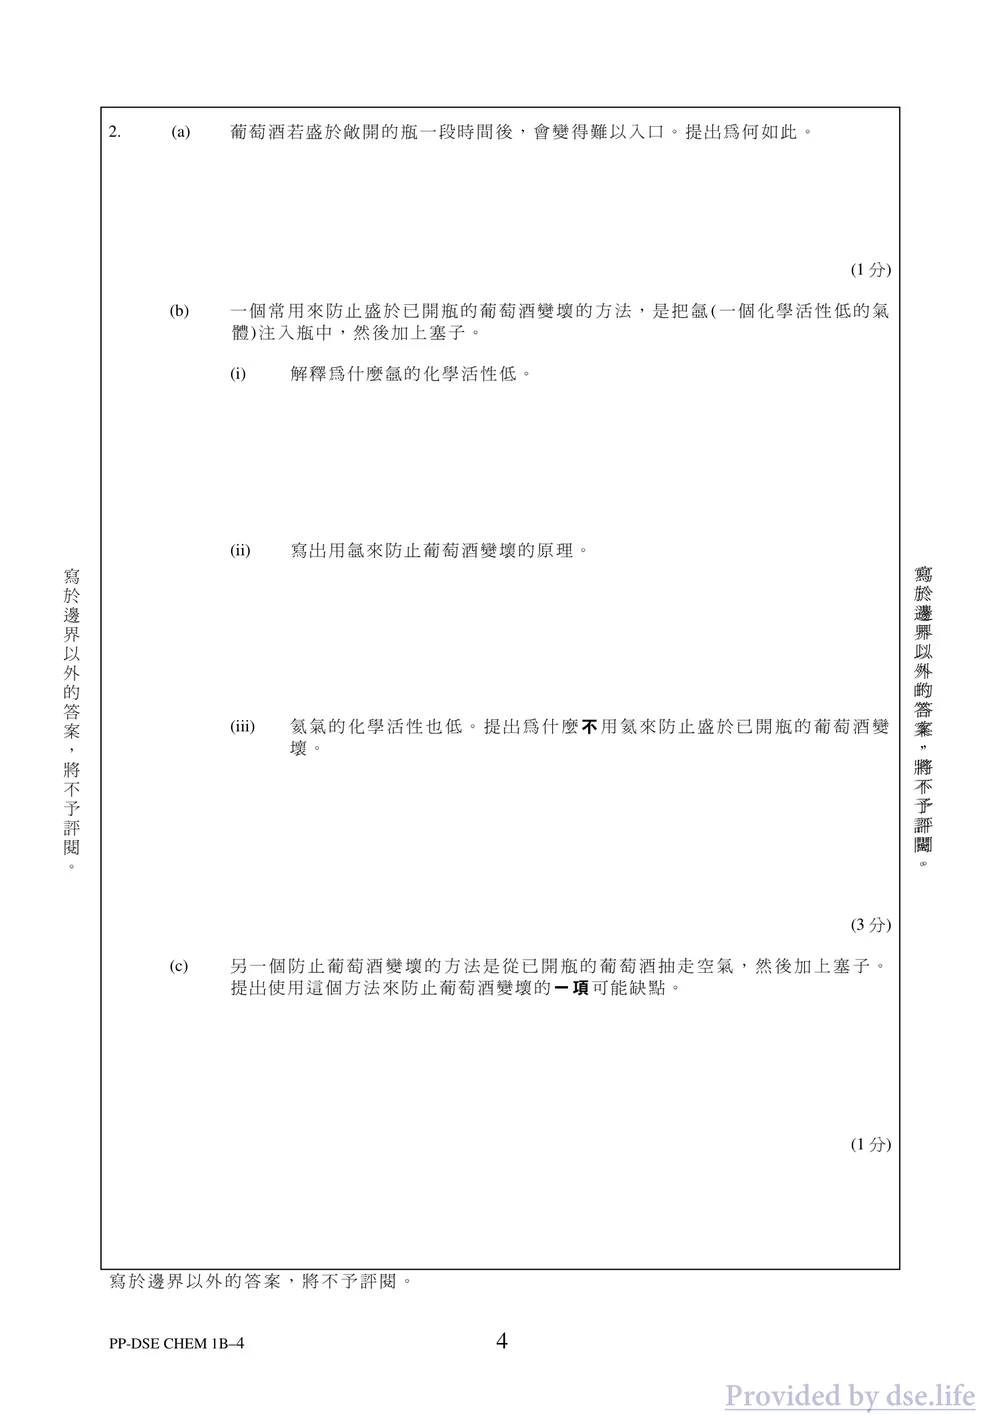 2. (a) 葡萄酒若盛於敞開的瓶一段時間後，會變得難以入口。提出爲何如此。
(1 分)
(b) 一個常用來防止盛於已開瓶的葡萄酒變壞的方法，是把氬(一個化學活性低的氣
體)注入瓶中，然後加上塞子。
(i) 解釋爲什麼氬的化學活性低。
(ii) 寫出用氬來防止葡萄酒變壞的原理。
(iii) 氦氣的化學活性也低。提出爲什麼不用氦來防止盛於已開瓶的葡萄酒變
壞。
(3 分)
(c) 另一個防止葡萄酒變壞的方法是從已開瓶的葡萄酒抽走空氣，然後加上塞子。
提出使用這個方法來防止葡萄酒變壞的一項可能缺點。
(1 分)
寫於邊界以外的答案，將不予評閱。
寫於邊界以外的答案，將不予評閱。
寫於邊界以外的答案，將不予評閱。
PP-DSE CHEM 1B–4
4
Provided by dse.life